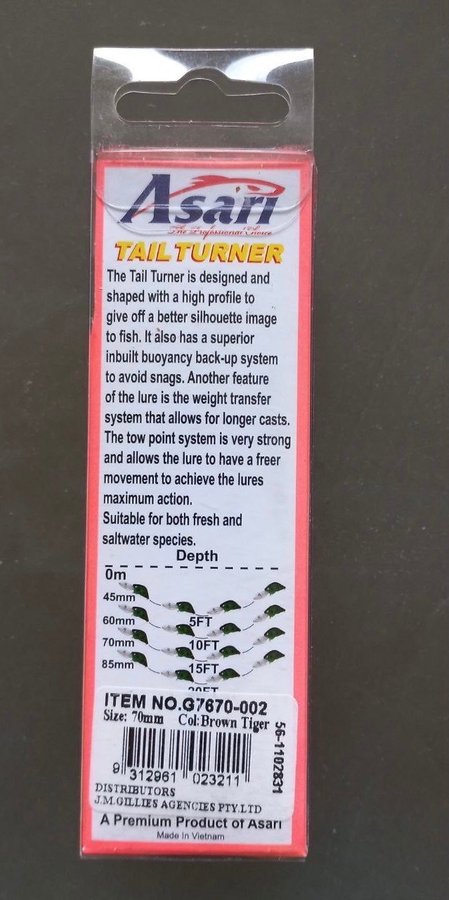 Asari
The Professional Choice
TAIL TURNER
The Tail Turner is designed and
shaped with a high profile to
give off a better silhouette image
to fish. It also has a superior
inbuilt buoyancy back-up system
to avoid snags. Another feature
of the lure is the weight transfer
system that allows for longer casts.
The tow point system is very strong
and allows the lure to have a freer
movement to achieve the lures
maximum action.
Suitable for both fresh and
saltwater species.
Depth
0m
45mm
5FT
60mm
10FT
70mm
15FT
85mm
20FT
ITEM NO.G7670-002
Size: 70mm Col:Brown Tiger
56-1102831
9 312961 023211
DISTRIBUTORS
J.M.GILLIES AGENCIES PTY.LTD
A Premium Product of Asari
Made in Vietnam